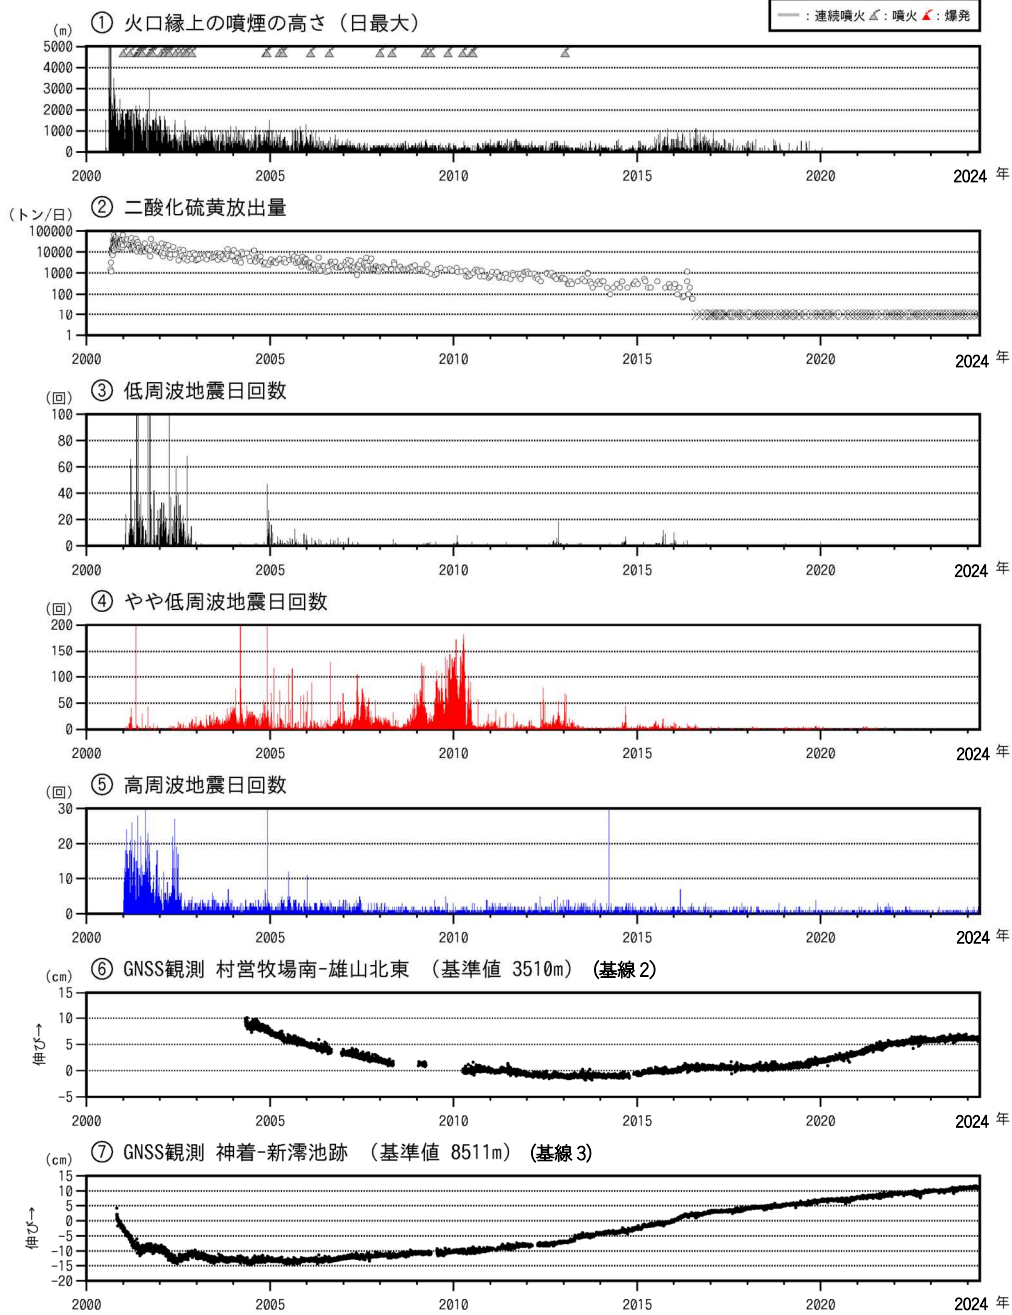 ― : 連続噴火 : 噴火 : 爆発
(m) ① 火口縁上の噴煙の高さ（日最大）
5000
4000
3000
2000
1000
0
2000 2005 2010 2015 2020 2024 年
(トン/日) ② 二酸化硫黄放出量
100000
10000
1000
100
10
1
2000 2005 2010 2015 2020 2024 年
(回) ③ 低周波地震日回数
100
80
60
40
20
0
2000 2005 2010 2015 2020 2024 年
(回) ④ やや低周波地震日回数
200
150
100
50
0
2000 2005 2010 2015 2020 2024 年
(回) ⑤ 高周波地震日回数
30
20
10
0
2000 2005 2010 2015 2020 2024 年
(cm) ⑥ GNSS観測 村営牧場南-雄山北東 （基準値 3510m） (基線2)
15
10
5
0
-5
伸び→
2000 2005 2010 2015 2020 2024 年
(cm) ⑦ GNSS観測 神着-新澪池跡 （基準値 8511m） (基線3)
15
10
5
0
-5
-10
-15
-20
伸び→
2000 2005 2010 2015 2020 2024 年